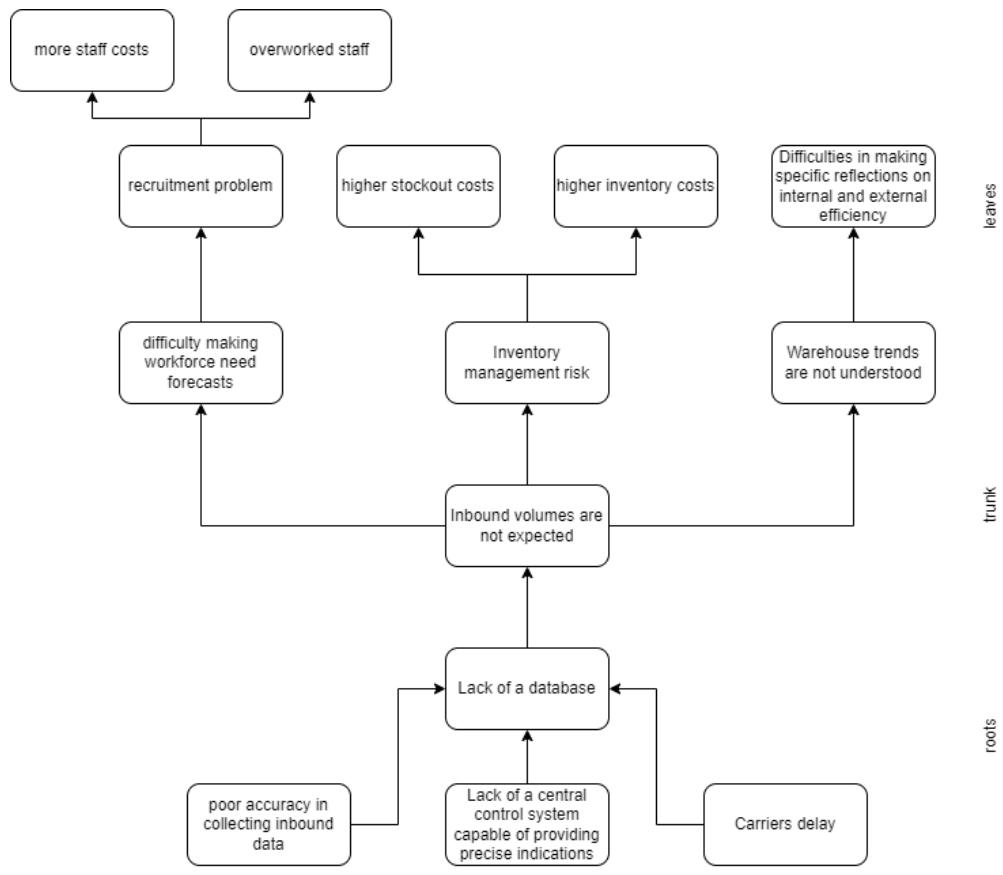 more staff costs
overworked staff
recruitment problem
higher stockout costs
higher inventory costs
Difficulties in making
specific reflections on
internal and external
efficiency
leaves
difficulty making
workforce need
forecasts
Inventory
management risk
Warehouse trends
are not understood
Inbound volumes are
not expected
trunk
Lack of a database
roots
poor accuracy in
collecting inbound
data
Lack of a central
control system
capable of providing
precise indications
Carriers delay